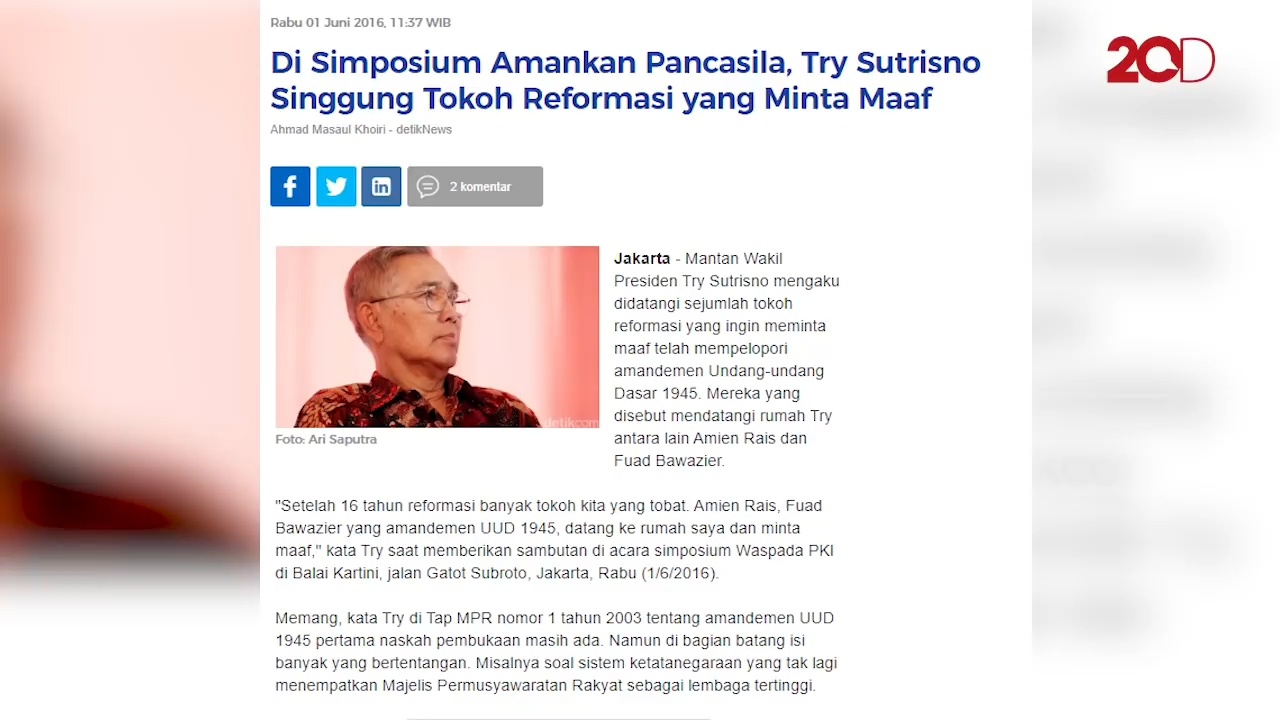 Rabu 01 Juni 2016, 11:37 WIB
20D
Di Simposium Amankan Pancasila, Try Sutrisno
Singgung Tokoh Reformasi yang Minta Maaf
Ahmad Masaul Khoiri - detikNews
2 komentar
Jakarta - Mantan Wakil
Presiden Try Sutrisno mengaku
didatangi sejumlah tokoh
reformasi yang ingin meminta
maaf telah mempelopori
amandemen Undang-undang
Dasar 1945. Mereka yang
disebut mendatangi rumah Try
antara lain Amien Rais dan
Fuad Bawazier.
detikcom
Foto: Ari Saputra
"Setelah 16 tahun reformasi banyak tokoh kita yang tobat. Amien Rais, Fuad
Bawazier yang amandemen UUD 1945, datang ke rumah saya dan minta
maaf," kata Try saat memberikan sambutan di acara simposium Waspada PKI
di Balai Kartini, jalan Gatot Subroto, Jakarta, Rabu (1/6/2016).
Memang, kata Try di Tap MPR nomor 1 tahun 2003 tentang amandemen UUD
1945 pertama naskah pembukaan masih ada. Namun di bagian batang isi
banyak yang bertentangan. Misalnya soal sistem ketatanegaraan yang tak lagi
menempatkan Majelis Permusyawaratan Rakyat sebagai lembaga tertinggi.